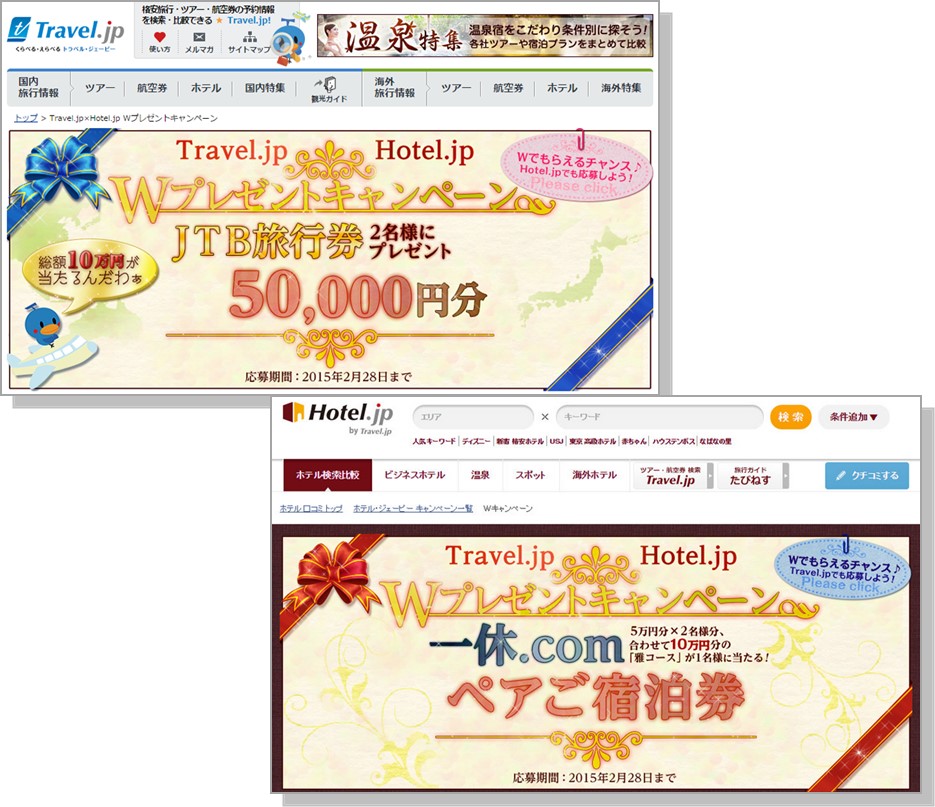 Travel.jp
くらべる・えらべる トラベル・ジェーピー
格安旅行・ツアー・航空券の予約情報
を検索・比較できる ★ Travel.jp!
使い方 メルマガ サイトマップ
温泉特集
温泉宿をこだわり条件別に探そう!
各社ツアーや宿泊プランをまとめて比較
国内
旅行情報
ツアー 航空券 ホテル 国内特集 観光ガイド
海外
旅行情報
ツアー 航空券 ホテル 海外特集
トップ > Travel.jp×Hotel.jp Wプレゼントキャンペーン
Travel.jp Hotel.jp
Wでもらえるチャンス♪
Hotel.jpでも応募しよう!
Please click
Wプレゼントキャンペーン
JTB旅行券
2名様に
プレゼント
総額10万円が
当たるんだわぁ
50,000円分
応募期間:2015年2月28日まで
Hotel.jp
by Travel.jp
エリア × キーワード 検索 条件追加▼
人気キーワード ディズニー 新宿 格安ホテル USJ 東京 高級ホテル 赤ちゃん ハウステンボス なばなの里
ホテル検索比較 ビジネスホテル 温泉 スポット 海外ホテル
ツアー・航空券 検索
Travel.jp
旅行ガイド
たびねす
クチコミする
ホテル 口コミ トップ ホテル・ジェーピー キャンペーン一覧 Wキャンペーン
Travel.jp Hotel.jp
Wでもらえるチャンス♪
Travel.jpでも応募しよう!
Please click
Wプレゼントキャンペーン
一休.com
5万円分×2名様分、
合わせて10万円分の
「雅コース」が1名様に当たる!
ペアご宿泊券
応募期間:2015年2月28日まで